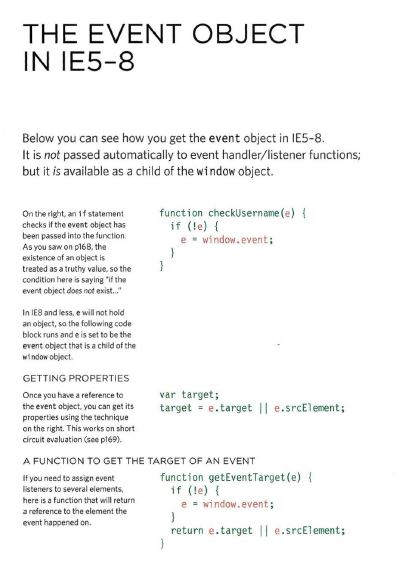 THE EVENT OBJECT
IN IE5–8
Below you can see how you get the event object in IE5–8.
It is not passed automatically to event handler/listener functions;
but it is available as a child of the window object.
On the right, an if statement
checks if the event object has
been passed into the function.
As you saw on p168, the
existence of an object is
treated as a truthy value, so the
condition here is saying "if the
event object does not exist..."
In IE8 and less, e will not hold
an object, so the following code
block runs and e is set to be the
event object that is a child of the
window object.
function checkUsername(e) {
if (!e) {
e = window.event;
}
}
GETTING PROPERTIES
Once you have a reference to
the event object, you can get its
properties using the technique
on the right. This works on short
circuit evaluation (see p169).
var target;
target = e.target || e.srcElement;
A FUNCTION TO GET THE TARGET OF AN EVENT
If you need to assign event
listeners to several elements,
here is a function that will return
a reference to the element the
event happened on.
function getEventTarget(e) {
if (!e) {
e = window.event;
}
return e.target || e.srcElement;
}